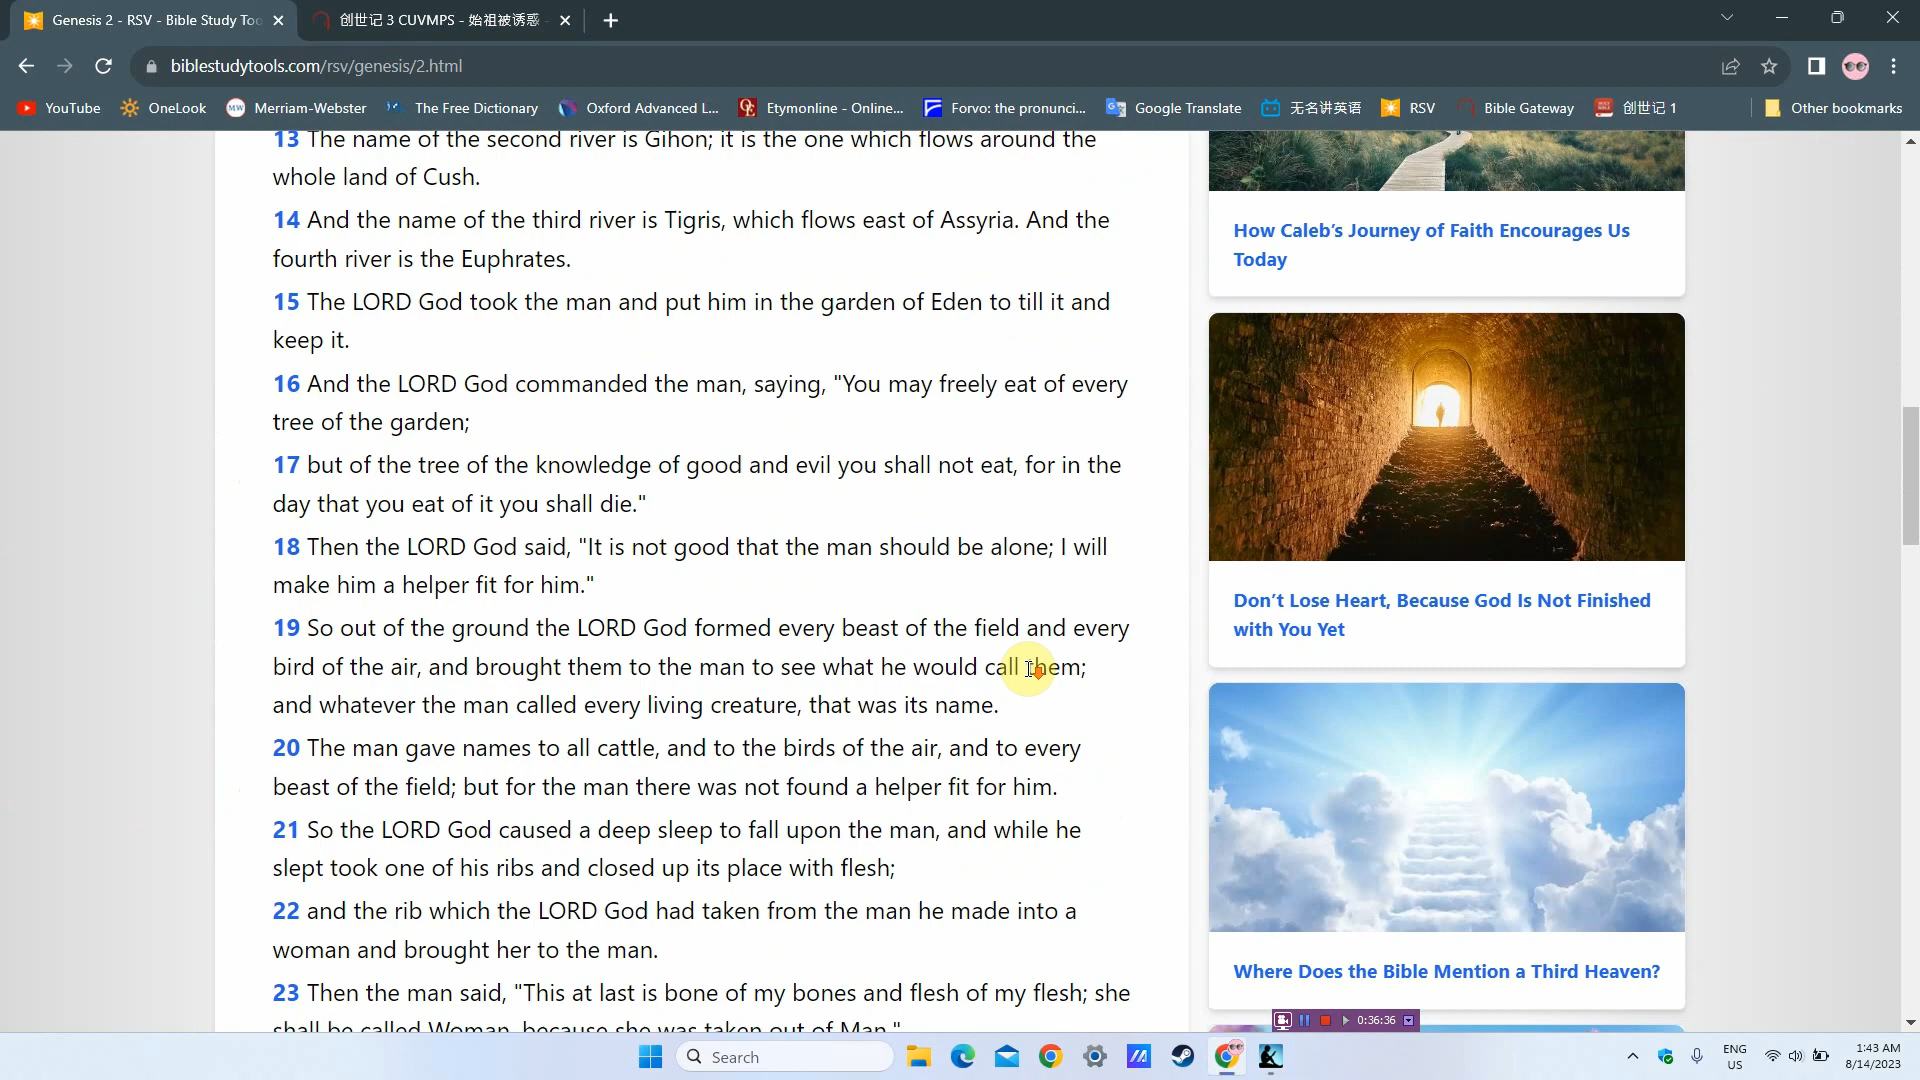 Genesis 2 - RSV - Bible Study Too
创世记 3 CUVMPS - 始祖被诱惑
biblestudytools.com/rsv/genesis/2.html
YouTube
OneLook
Merriam-Webster
The Free Dictionary
Oxford Advanced L...
Etymonline - Online...
Forvo: the pronunci...
Google Translate
无名讲英语
RSV
Bible Gateway
创世记 1
Other bookmarks
13 The name of the second river is Gihon; it is the one which flows around the
whole land of Cush.
14 And the name of the third river is Tigris, which flows east of Assyria. And the
fourth river is the Euphrates.
15 The LORD God took the man and put him in the garden of Eden to till it and
keep it.
16 And the LORD God commanded the man, saying, "You may freely eat of every
tree of the garden;
17 but of the tree of the knowledge of good and evil you shall not eat, for in the
day that you eat of it you shall die."
18 Then the LORD God said, "It is not good that the man should be alone; I will
make him a helper fit for him."
19 So out of the ground the LORD God formed every beast of the field and every
bird of the air, and brought them to the man to see what he would call them;
and whatever the man called every living creature, that was its name.
20 The man gave names to all cattle, and to the birds of the air, and to every
beast of the field; but for the man there was not found a helper fit for him.
21 So the LORD God caused a deep sleep to fall upon the man, and while he
slept took one of his ribs and closed up its place with flesh;
22 and the rib which the LORD God had taken from the man he made into a
woman and brought her to the man.
23 Then the man said, "This at last is bone of my bones and flesh of my flesh; she
shall be called Woman, because she was taken out of Man."
How Caleb’s Journey of Faith Encourages Us
Today
Don’t Lose Heart, Because God Is Not Finished
with You Yet
Where Does the Bible Mention a Third Heaven?
0:36:36
Search
ENG
US
1:43 AM
8/14/2023